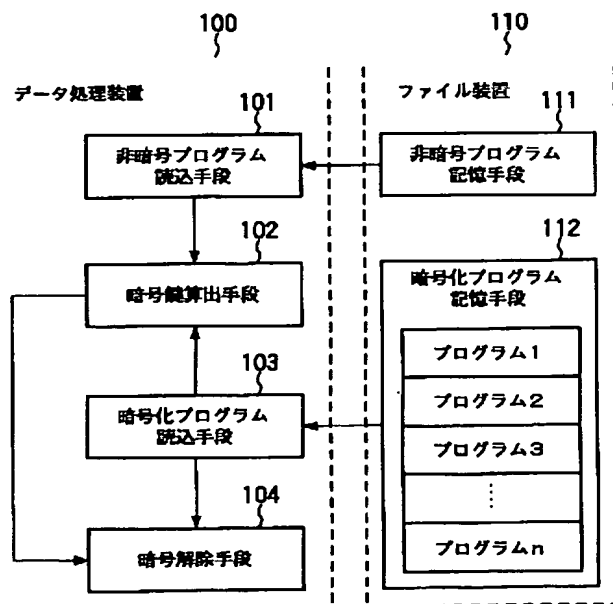 100
110
データ処理装置
ファイル装置
101
111
非暗号プログラム
読込手段
非暗号プログラム
記憶手段
102
112
暗号鍵算出手段
暗号化プログラム
記憶手段
プログラム1
103
プログラム2
暗号化プログラム
読込手段
プログラム3
104
暗号解除手段
プログラムn